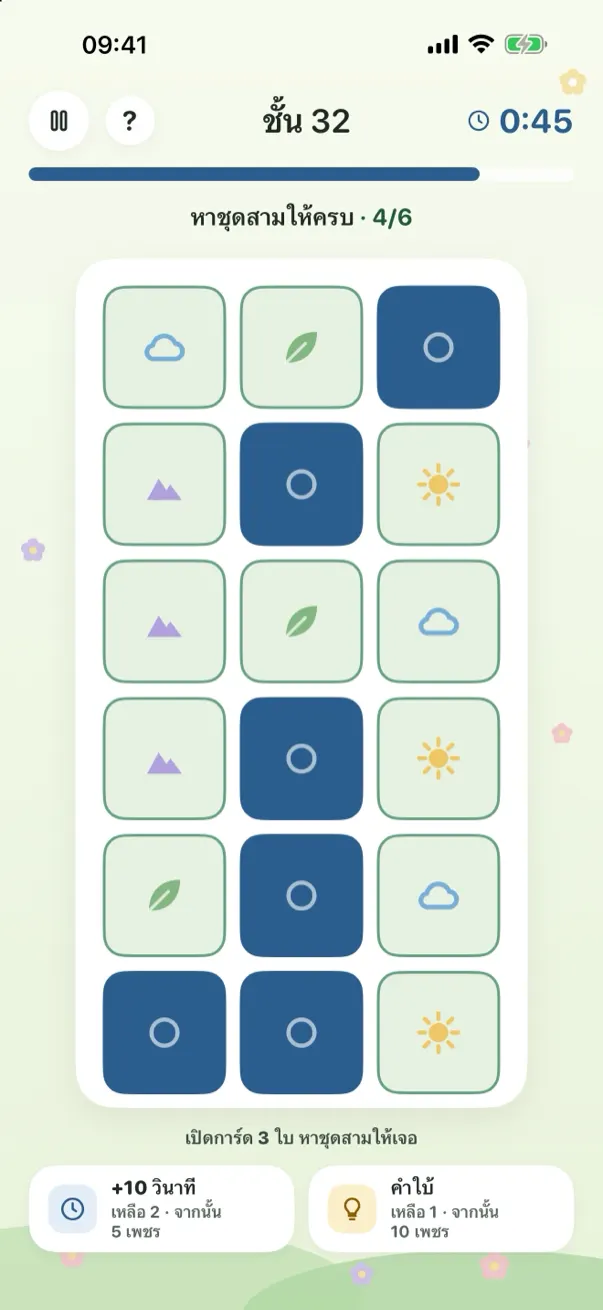 09:41
?
ชั้น 32
0:45
หาชุดสามให้ครบ · 4/6
เปิดการ์ด 3 ใบ หาชุดสามให้เจอ
+10 วินาที
เหลือ 2 · จากนั้น
5 เพชร
คำใบ้
เหลือ 1 · จากนั้น
10 เพชร